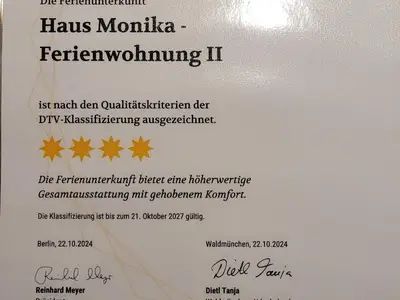 Die Ferienunterkunft
Haus Monika -
Ferienwohnung II
ist nach den Qualitätskriterien der
DTV-Klassifizierung ausgezeichnet.
Die Ferienunterkunft bietet eine höherwertige
Gesamtausstattung mit gehobenem Komfort.
Die Klassifizierung ist bis zum 21. Oktober 2027 gültig.
Berlin, 22.10.2024
Waldmünchen, 22.10.2024
Dietl Tanja
Reinhard Meyer
Dietl Tanja